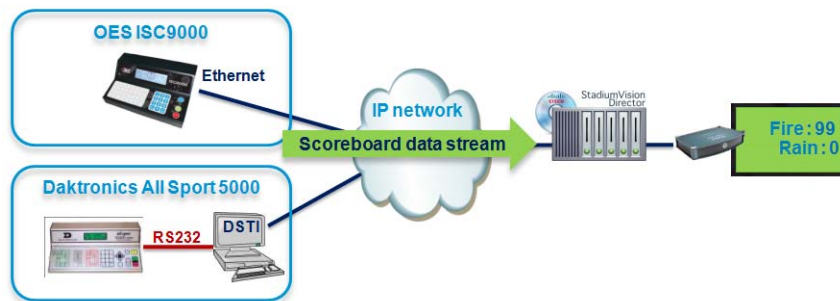 OES ISC9000
Ethernet
IP network
Scoreboard data stream
StadiumVision
Director
Fire: 99
Rain: 0
Daktronics All Sport 5000
RS232
DSTI